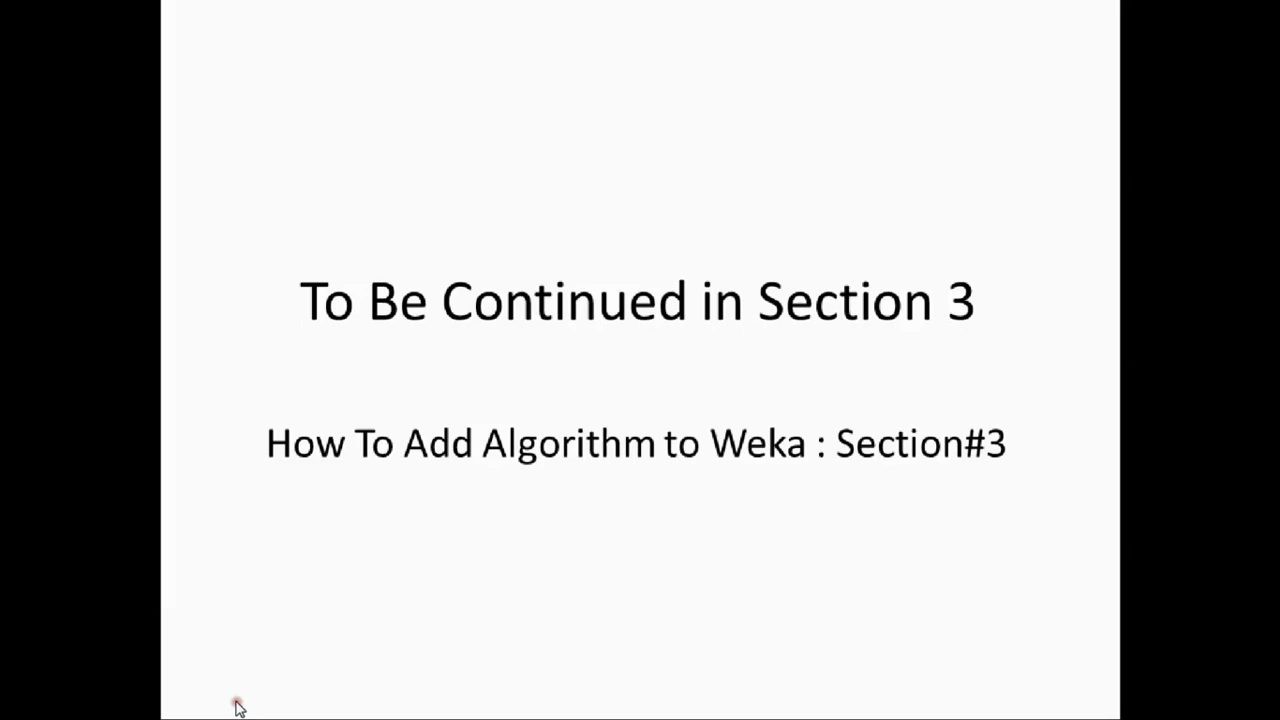 To Be Continued in Section 3
How To Add Algorithm to Weka : Section#3